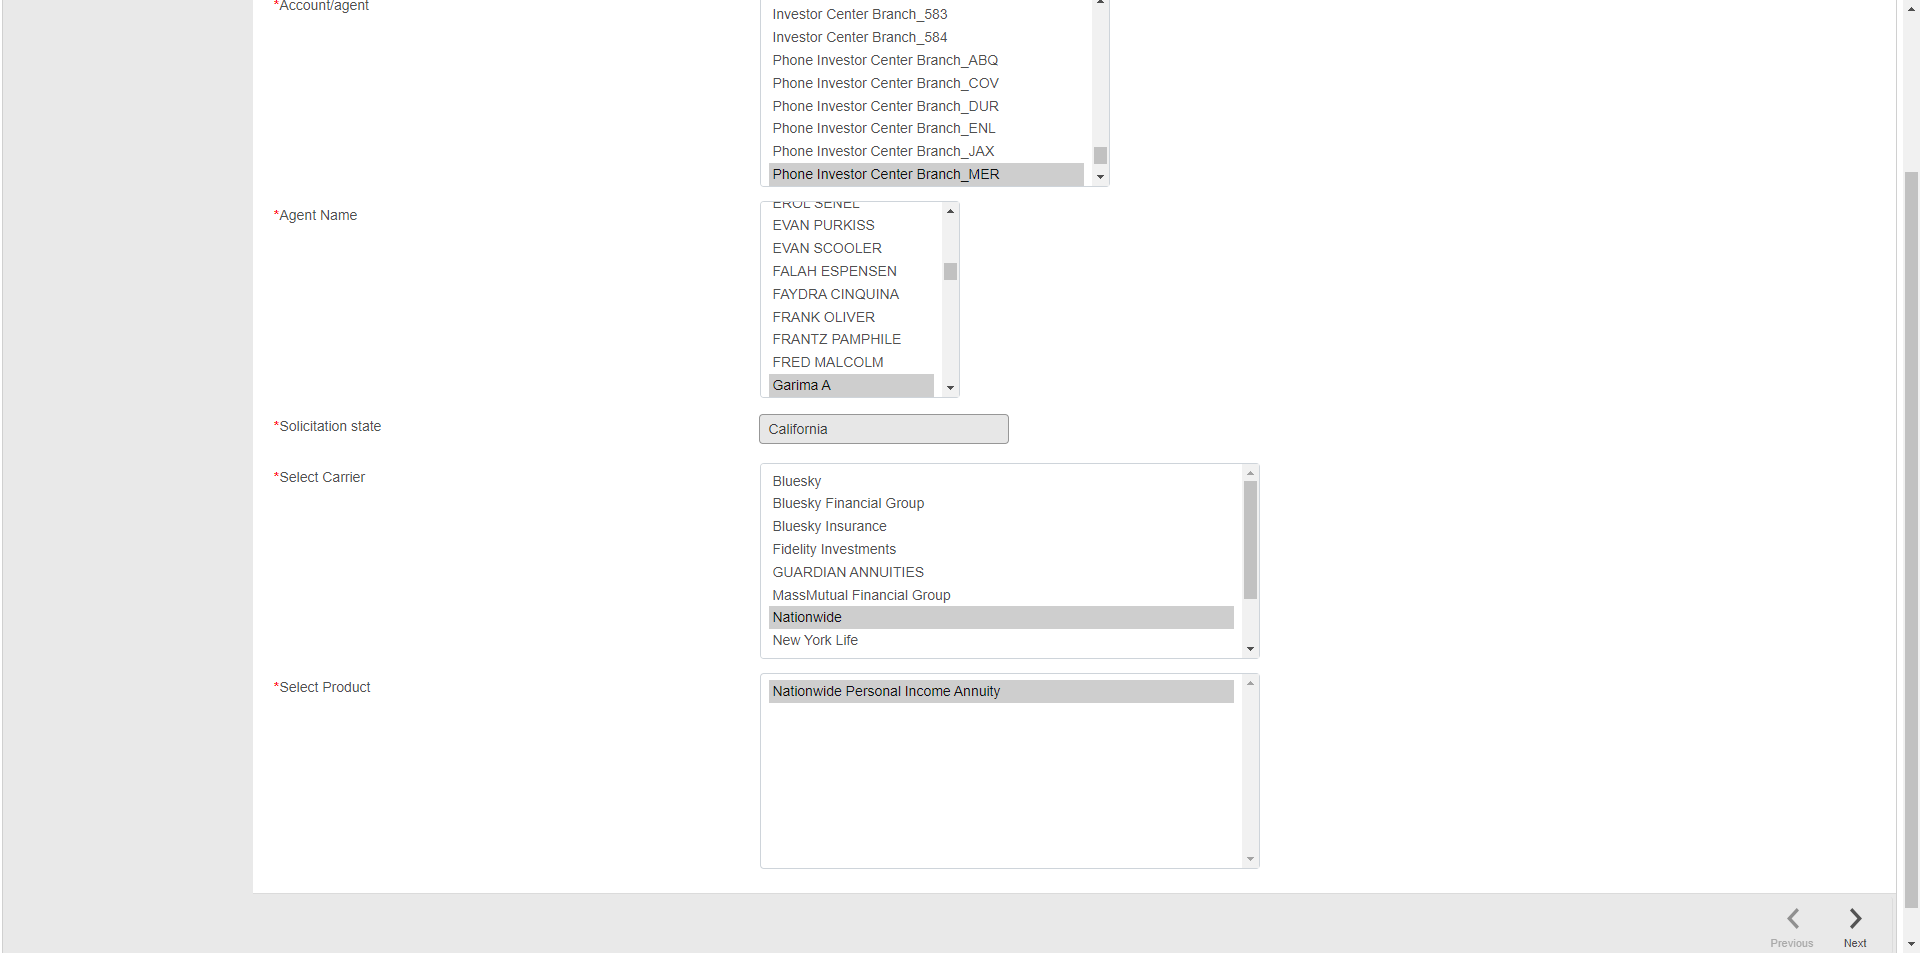 *Account/agent
Investor Center Branch_583
Investor Center Branch_584
Phone Investor Center Branch_ABQ
Phone Investor Center Branch_COV
Phone Investor Center Branch_DUR
Phone Investor Center Branch_ENL
Phone Investor Center Branch_JAX
Phone Investor Center Branch_MER
*Agent Name
EROL SENEL
EVAN PURKISS
EVAN SCOOLER
FALAH ESPENSEN
FAYDRA CINQUINA
FRANK OLIVER
FRANTZ PAMPHILE
FRED MALCOLM
Garima A
*Solicitation state
California
*Select Carrier
Bluesky
Bluesky Financial Group
Bluesky Insurance
Fidelity Investments
GUARDIAN ANNUITIES
MassMutual Financial Group
Nationwide
New York Life
*Select Product
Nationwide Personal Income Annuity
Previous
Next